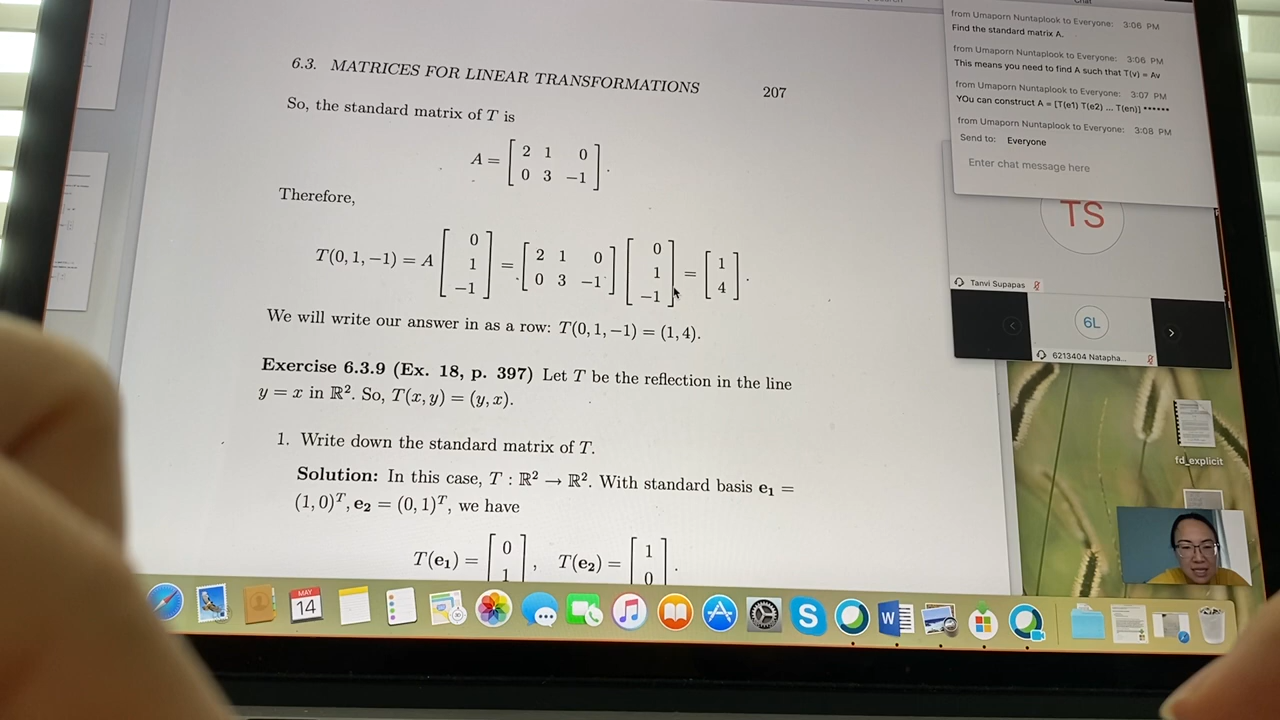 6.3. MATRICES FOR LINEAR TRANSFORMATIONS 207
So, the standard matrix of T is
A = [ 2 1 0
0 3 −1 ] .
Therefore,
T(0, 1, −1) = A [ 0
1
−1 ] = [ 2 1 0
0 3 −1 ] [ 0
1
−1 ] = [ 1
4 ] .
We will write our answer in as a row: T(0, 1, −1) = (1, 4).
Exercise 6.3.9 (Ex. 18, p. 397) Let T be the reflection in the line
y = x in ℝ². So, T(x, y) = (y, x).
1. Write down the standard matrix of T.
Solution: In this case, T : ℝ² → ℝ². With standard basis e₁ =
(1, 0)ᵀ, e₂ = (0, 1)ᵀ, we have
T(e₁) = [ 0
1 ] , T(e₂) = [ 1
0 ] .
Chat
from Umaporn Nuntaplook to Everyone: 3:06 PM
Find the standard matrix A.
from Umaporn Nuntaplook to Everyone: 3:06 PM
This means you need to find A such that T(v) = Av
from Umaporn Nuntaplook to Everyone: 3:07 PM
YOu can construct A = [T(e1) T(e2) ... T(en)] ******
from Umaporn Nuntaplook to Everyone: 3:08 PM
Send to: Everyone
Enter chat message here
TS
Tanvi Supapas
6L
6213404 Natapha...
fd_explicit
MAY
14
S
W